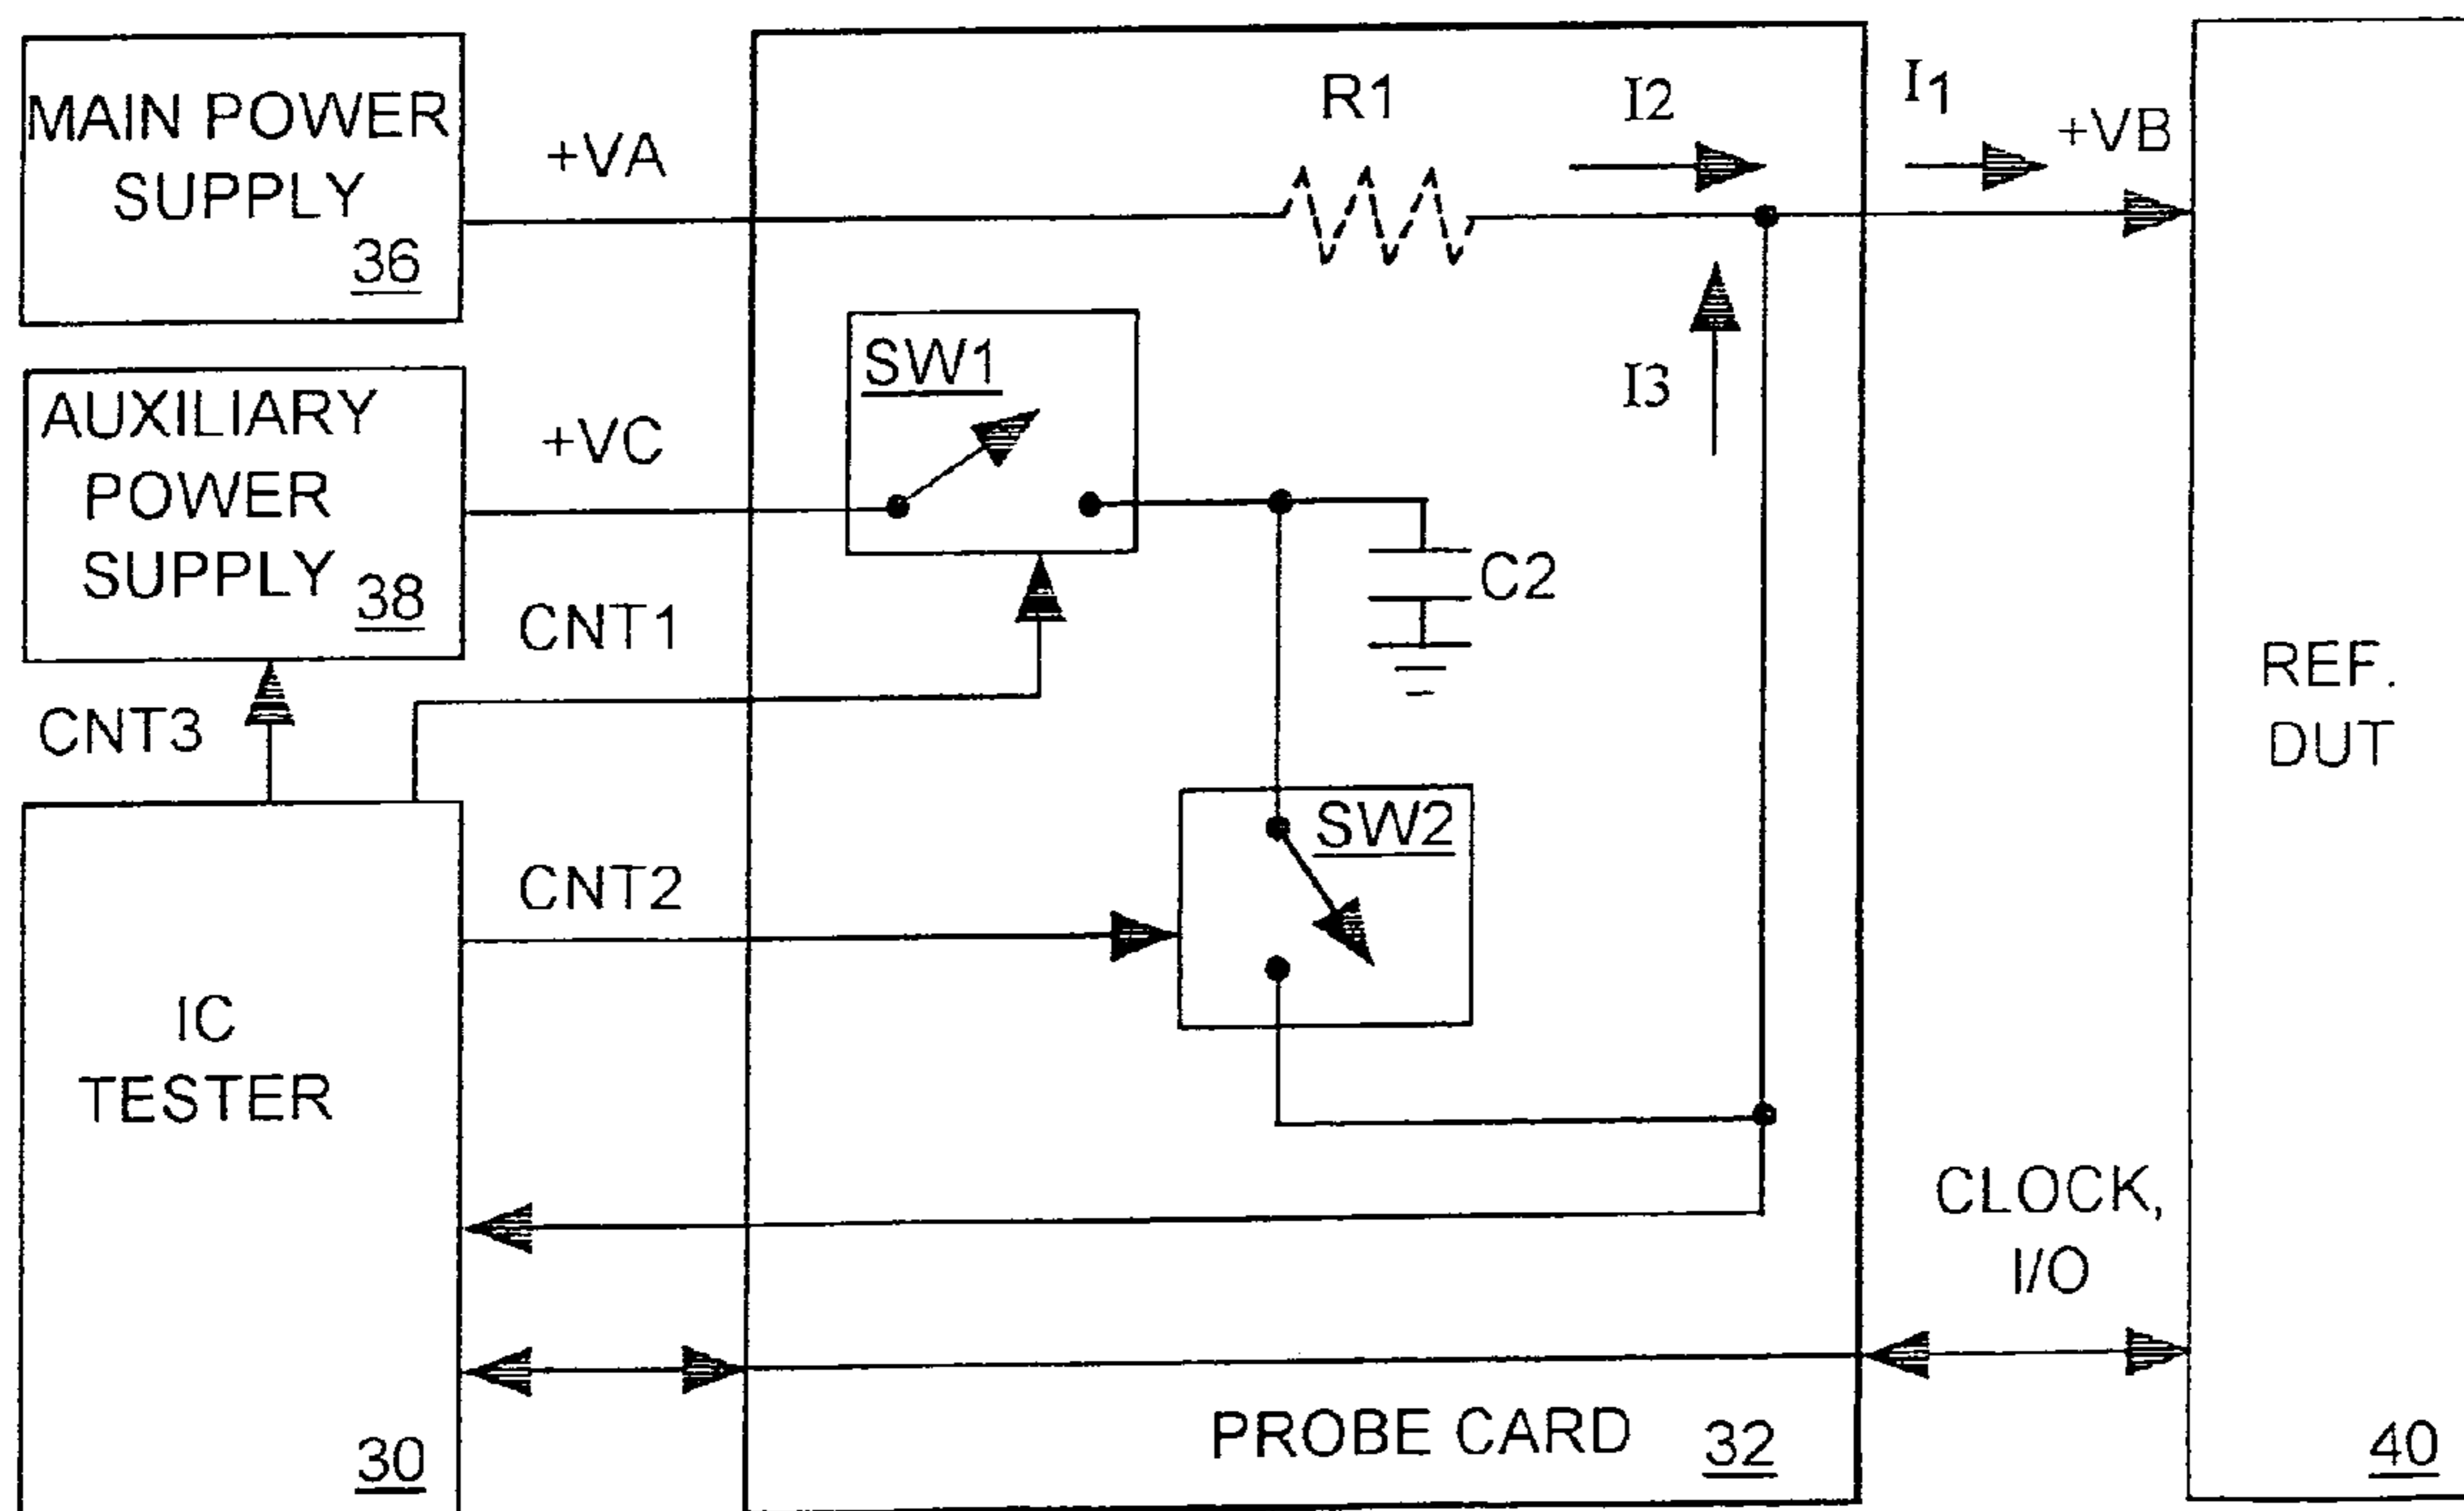 MAIN POWER
SUPPLY
36
+VA
R1
I2
I1
+VB
AUXILIARY
POWER
SUPPLY
38
+VC
SW1
I3
C2
CNT1
CNT3
REF.
DUT
SW2
CNT2
IC
TESTER
CLOCK,
I/O
30
PROBE CARD
32
40